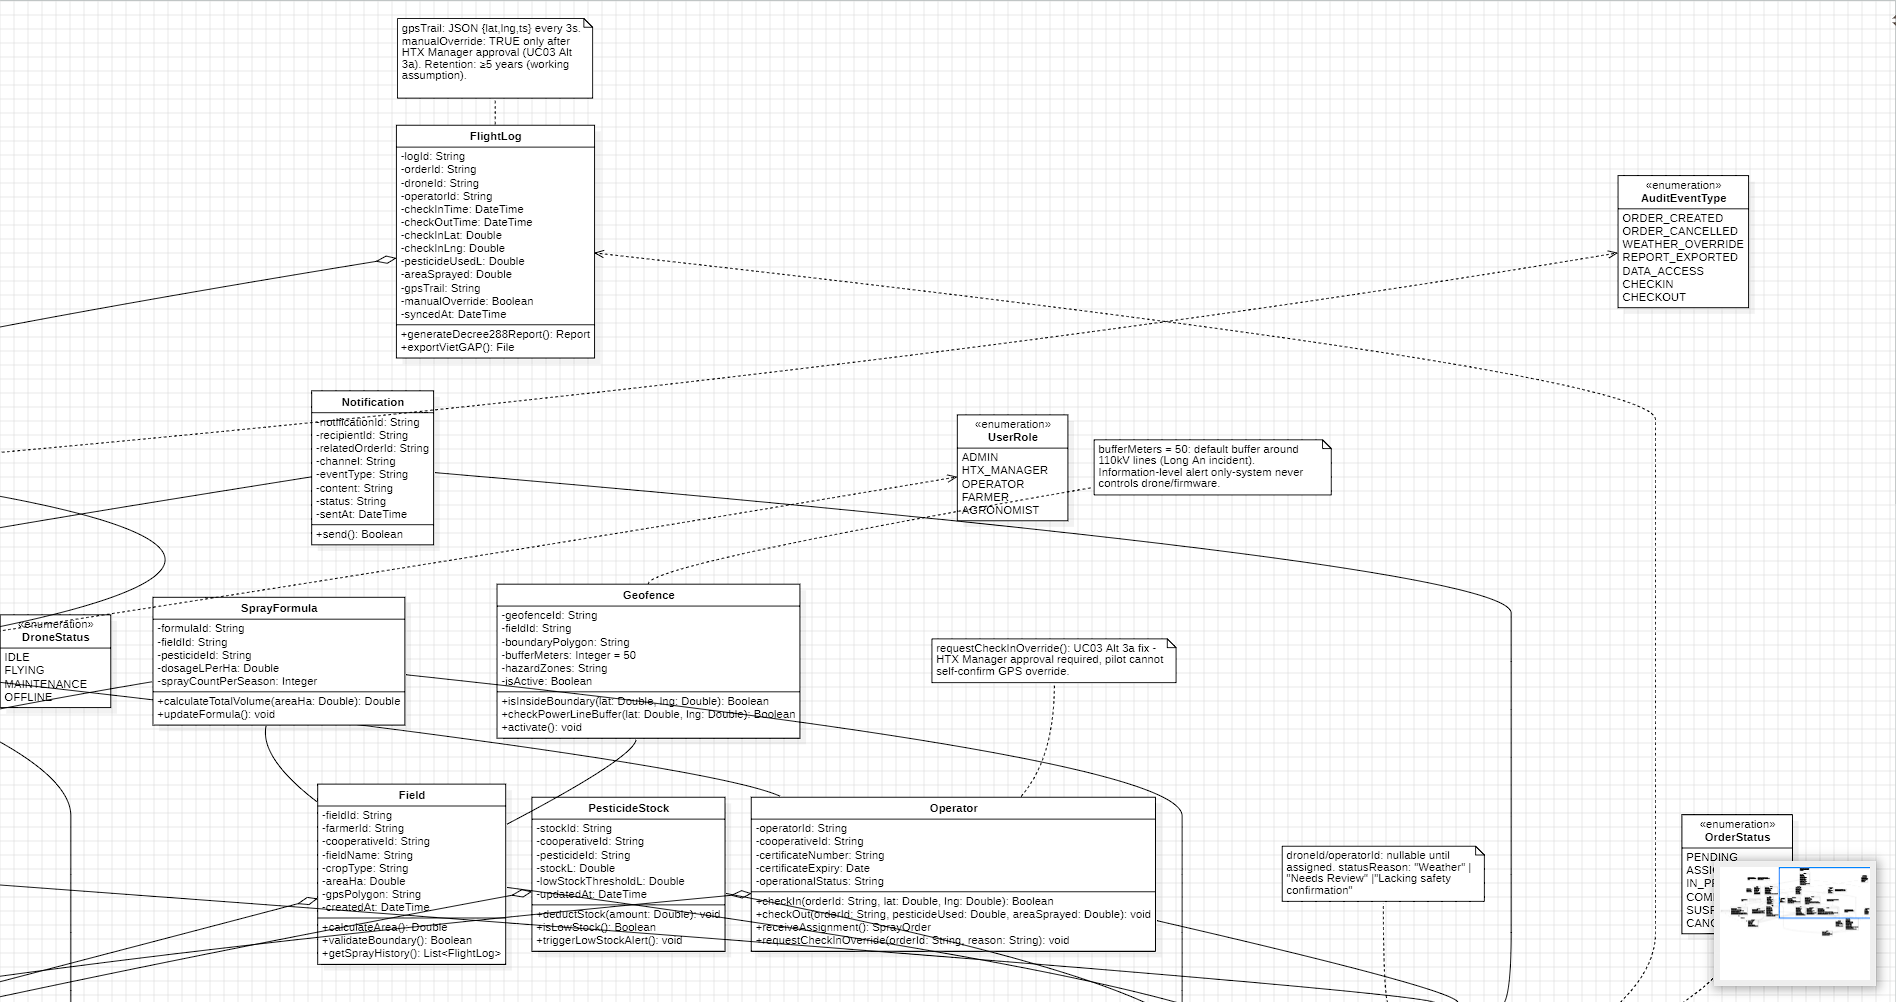 gpsTrail: JSON {lat,lng,ts} every 3s.
manualOverride: TRUE only after
HTX Manager approval (UC03 Alt
3a). Retention: ≥5 years (working
assumption).
FlightLog
-logId: String
-orderId: String
-droneId: String
-operatorId: String
-checkInTime: DateTime
-checkOutTime: DateTime
-checkInLat: Double
-checkInLng: Double
-pesticideUsedL: Double
-areaSprayed: Double
-gpsTrail: String
-manualOverride: Boolean
-syncedAt: DateTime
+generateDecree288Report(): Report
+exportVietGAP(): File
«enumeration»
AuditEventType
ORDER_CREATED
ORDER_CANCELLED
WEATHER_OVERRIDE
REPORT_EXPORTED
DATA_ACCESS
CHECKIN
CHECKOUT
Notification
-notificationId: String
-recipientId: String
-relatedOrderId: String
-channel: String
-eventType: String
-content: String
-status: String
-sentAt: DateTime
+send(): Boolean
«enumeration»
UserRole
ADMIN
HTX_MANAGER
OPERATOR
FARMER
AGRONOMIST
bufferMeters = 50: default buffer around
110kV lines (Long An incident).
Information-level alert only-system never
controls drone/firmware.
«enumeration»
DroneStatus
IDLE
FLYING
MAINTENANCE
OFFLINE
SprayFormula
-formulaId: String
-fieldId: String
-pesticideId: String
-dosageLPerHa: Double
-sprayCountPerSeason: Integer
+calculateTotalVolume(areaHa: Double): Double
+updateFormula(): void
Geofence
-geofenceId: String
-fieldId: String
-boundaryPolygon: String
-bufferMeters: Integer = 50
-hazardZones: String
-isActive: Boolean
+isInsideBoundary(lat: Double, lng: Double): Boolean
+checkPowerLineBuffer(lat: Double, lng: Double): Boolean
+activate(): void
requestCheckInOverride(): UC03 Alt 3a fix -
HTX Manager approval required, pilot cannot
self-confirm GPS override.
Field
-fieldId: String
-farmerId: String
-cooperativeId: String
-fieldName: String
-cropType: String
-areaHa: Double
-gpsPolygon: String
-createdAt: DateTime
+calculateArea(): Double
+validateBoundary(): Boolean
+getSprayHistory(): List<FlightLog>
PesticideStock
-stockId: String
-cooperativeId: String
-pesticideId: String
-stockL: Double
-lowStockThresholdL: Double
-updatedAt: DateTime
+deductStock(amount: Double): void
+isLowStock(): Boolean
+triggerLowStockAlert(): void
Operator
-operatorId: String
-cooperativeId: String
-certificateNumber: String
-certificateExpiry: Date
-operationalStatus: String
+checkIn(orderId: String, lat: Double, lng: Double): Boolean
+checkOut(orderId: String, pesticideUsed: Double, areaSprayed: Double): void
+receiveAssignment(): SprayOrder
+requestCheckInOverride(orderId: String, reason: String): void
droneId/operatorId: nullable until
assigned. statusReason: "Weather" |
"Needs Review" |"Lacking safety
confirmation"
«enumeration»
OrderStatus
PENDING